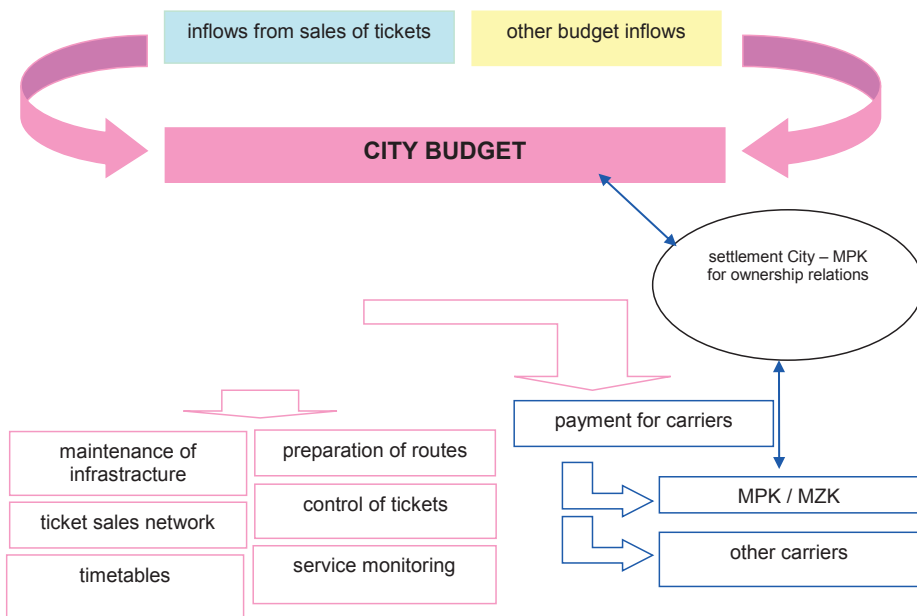 inflows from sales of tickets
other budget inflows
CITY BUDGET
settlement City – MPK
for ownership relations
payment for carriers
maintenance of
infrastracture
preparation of routes
MPK / MZK
control of tickets
ticket sales network
other carriers
service monitoring
timetables